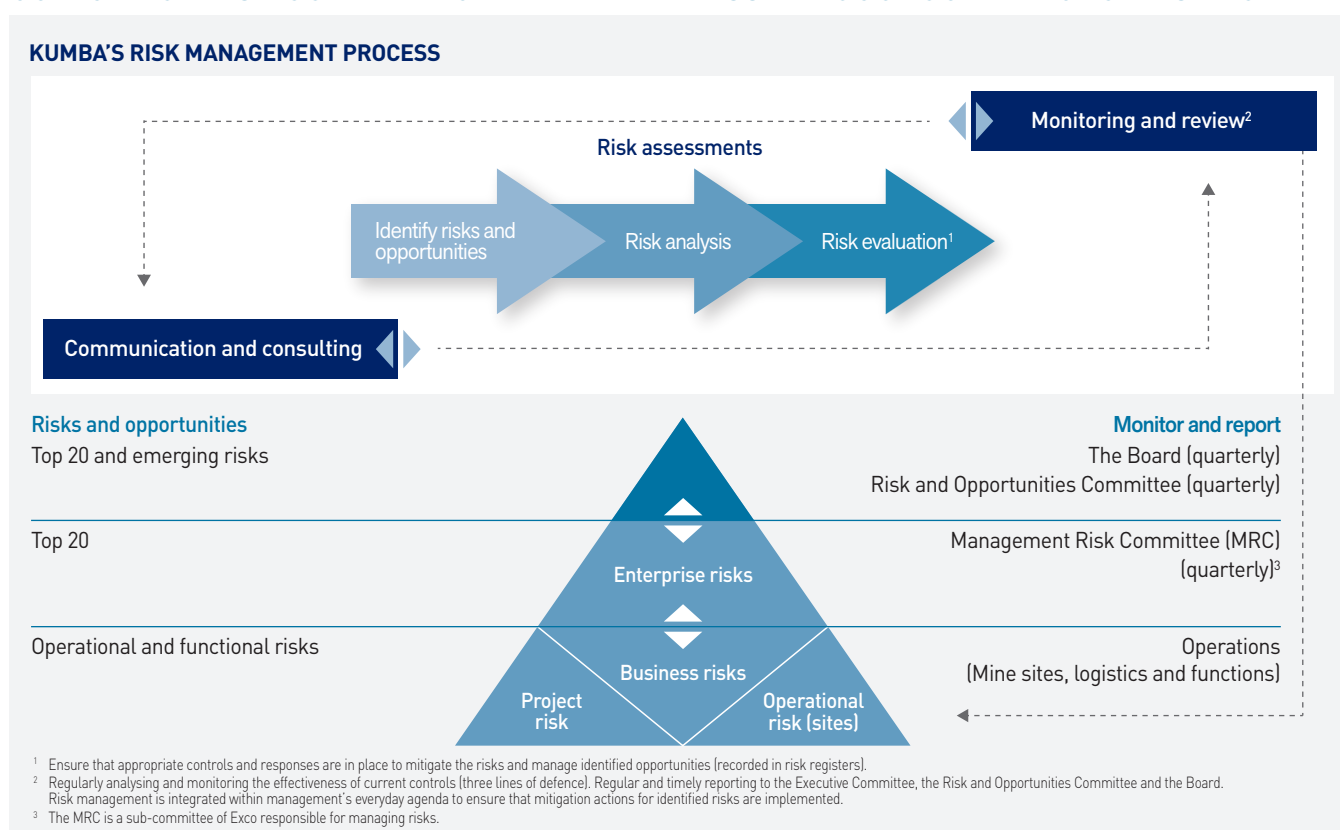 KUMBA'S RISK MANAGEMENT PROCESS
Monitoring and review²
Risk assessments
Identify risks and
opportunities
Risk analysis
Risk evaluation¹
Communication and consulting
Risks and opportunities
Monitor and report
Top 20 and emerging risks
The Board (quarterly)
Risk and Opportunities Committee (quarterly)
Top 20
Management Risk Committee (MRC)
(quarterly)³
Enterprise risks
Operational and functional risks
Operations
(Mine sites, logistics and functions)
Business risks
Project
risk
Operational
risk (sites)
¹ Ensure that appropriate controls and responses are in place to mitigate the risks and manage identified opportunities (recorded in risk registers).
² Regularly analysing and monitoring the effectiveness of current controls (three lines of defence). Regular and timely reporting to the Executive Committee, the Risk and Opportunities Committee and the Board.
Risk management is integrated within management's everyday agenda to ensure that mitigation actions for identified risks are implemented.
³ The MRC is a sub-committee of Exco responsible for managing risks.